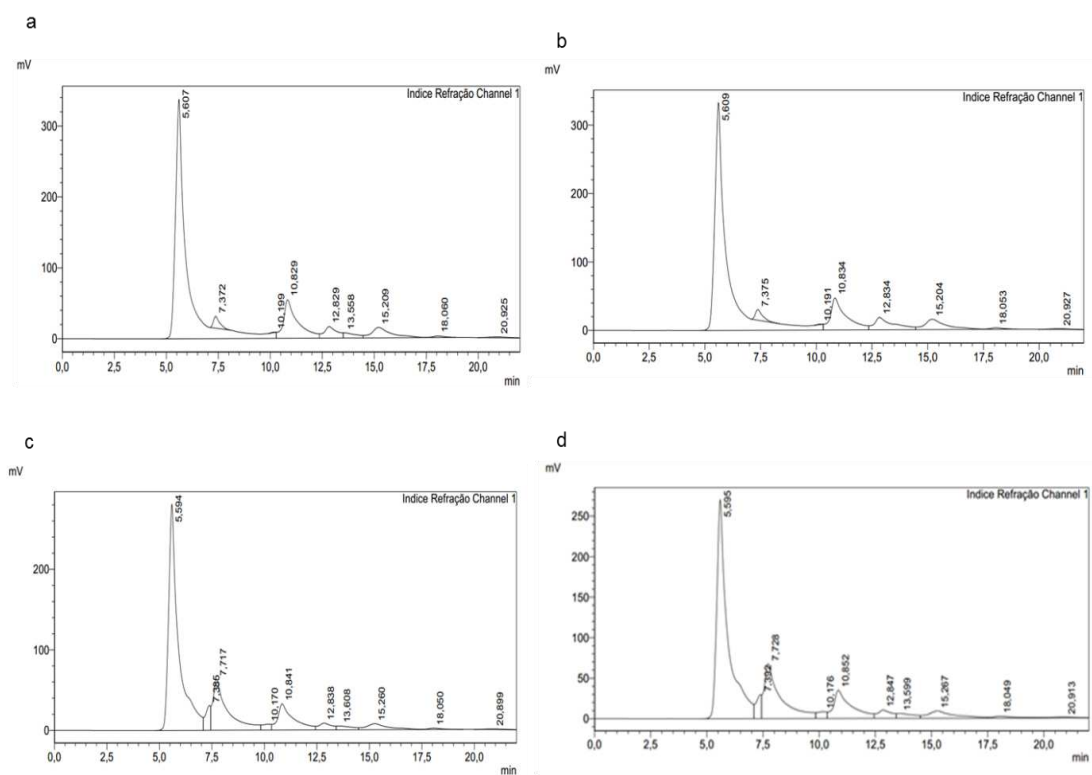 a
mV
Indice Refração Channel 1
300
200
100
0
5,607
7,372
10,199
10,829
12,829
13,558
15,209
18,060
20,925
0,0 2,5 5,0 7,5 10,0 12,5 15,0 17,5 20,0
min
b
mV
Indice Refração Channel 1
300
200
100
0
5,609
7,375
10,191
10,834
12,834
15,204
18,053
20,927
0,0 2,5 5,0 7,5 10,0 12,5 15,0 17,5 20,0
min
c
mV
Indice Refração Channel 1
200
100
0
5,594
7,385
7,717
10,170
10,841
12,838
13,608
15,260
18,050
20,899
0,0 2,5 5,0 7,5 10,0 12,5 15,0 17,5 20,0
min
d
mV
Indice Refração Channel 1
250
200
150
100
50
0
5,595
7,392
7,728
10,176
10,852
12,847
13,599
15,267
18,049
20,913
0,0 2,5 5,0 7,5 10,0 12,5 15,0 17,5 20,0
min